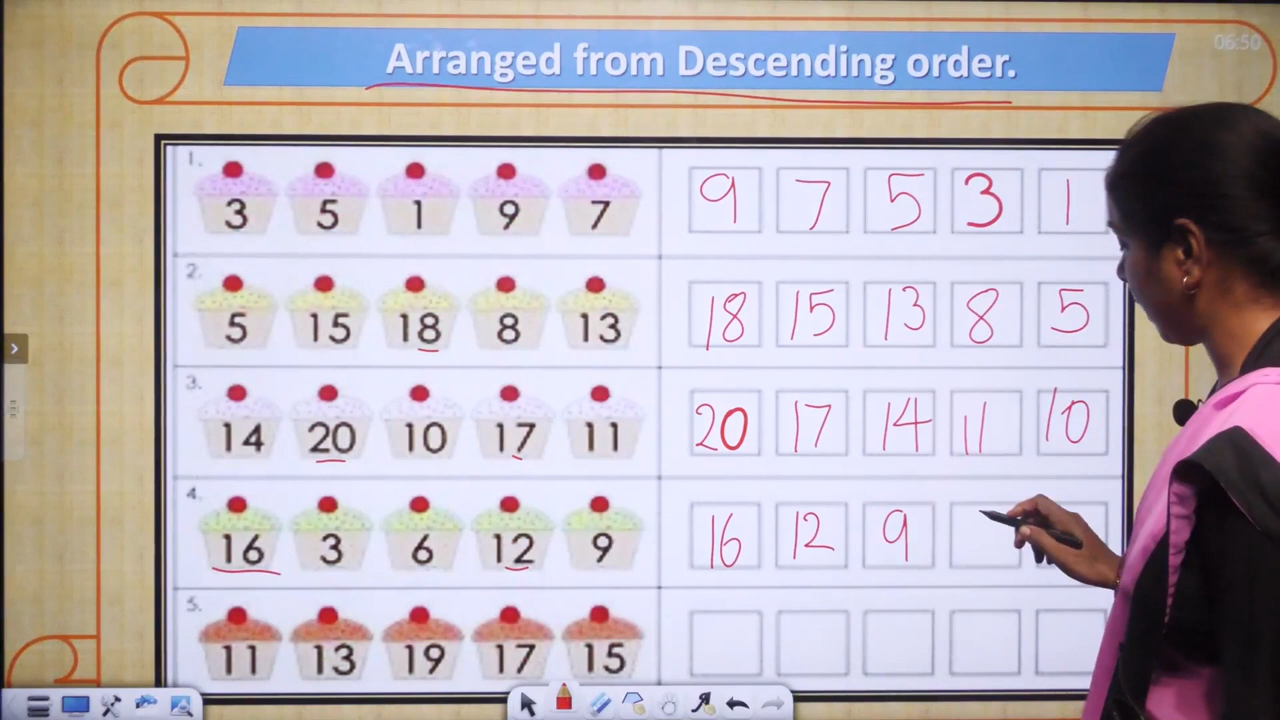 06:50
Arranged from Descending order.
1.
3 5 1 9 7 9 7 5 3 1
2.
5 15 18 8 13 18 15 13 8 5
3.
14 20 10 17 11 20 17 14 11 10
4.
16 3 6 12 9 16 12 9
5.
11 13 19 17 15